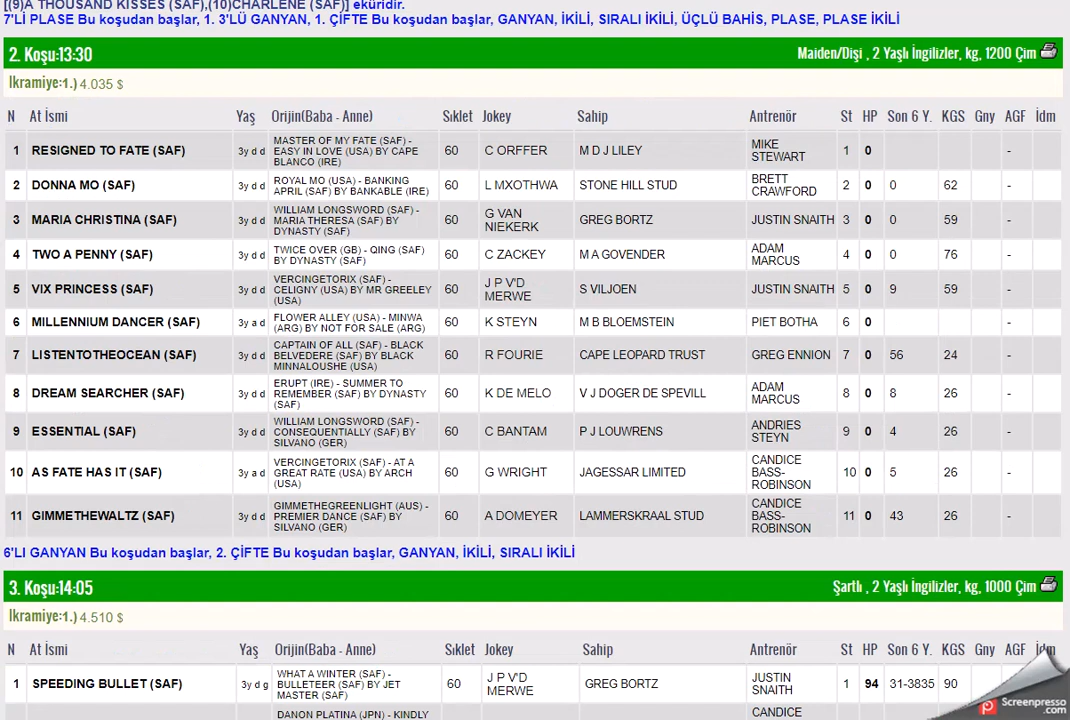 [(9)A THOUSAND KISSES (SAF),(10)CHARLENE (SAF)] eküridir.
7'Lİ PLASE Bu koşudan başlar, 1. 3'LÜ GANYAN, 1. ÇİFTE Bu koşudan başlar, GANYAN, İKİLİ, SIRALI İKİLİ, ÜÇLÜ BAHİS, PLASE, PLASE İKİLİ
2. Koşu:13:30 Maiden/Dişi , 2 Yaşlı İngilizler, kg, 1200 Çim
Ikramiye:1.) 4.035 $
N At İsmi Yaş Orijin(Baba - Anne) Sıklet Jokey Sahip Antrenör St HP Son 6 Y. KGS Gny AGF İdm
1 RESIGNED TO FATE (SAF) 3y d d MASTER OF MY FATE (SAF) - EASY IN LOVE (USA) BY CAPE BLANCO (IRE) 60 C ORFFER M D J LILEY MIKE STEWART 1 0 -
2 DONNA MO (SAF) 3y d d ROYAL MO (USA) - BANKING APRIL (SAF) BY BANKABLE (IRE) 60 L MXOTHWA STONE HILL STUD BRETT CRAWFORD 2 0 0 62 -
3 MARIA CHRISTINA (SAF) 3y d d WILLIAM LONGSWORD (SAF) - MARIA THERESA (SAF) BY DYNASTY (SAF) 60 G VAN NIEKERK GREG BORTZ JUSTIN SNAITH 3 0 0 59 -
4 TWO A PENNY (SAF) 3y d d TWICE OVER (GB) - QING (SAF) BY DYNASTY (SAF) 60 C ZACKEY M A GOVENDER ADAM MARCUS 4 0 0 76 -
5 VIX PRINCESS (SAF) 3y d d VERCINGETORIX (SAF) - CELIGNY (USA) BY MR GREELEY (USA) 60 J P V'D MERWE S VILJOEN JUSTIN SNAITH 5 0 9 59 -
6 MILLENNIUM DANCER (SAF) 3y a d FLOWER ALLEY (USA) - MINWA (ARG) BY NOT FOR SALE (ARG) 60 K STEYN M B BLOEMSTEIN PIET BOTHA 6 0 -
7 LISTENTOTHEOCEAN (SAF) 3y d d CAPTAIN OF ALL (SAF) - BLACK BELVEDERE (SAF) BY BLACK MINNALOUSHE (USA) 60 R FOURIE CAPE LEOPARD TRUST GREG ENNION 7 0 56 24 -
8 DREAM SEARCHER (SAF) 3y d d ERUPT (IRE) - SUMMER TO REMEMBER (SAF) BY DYNASTY (SAF) 60 K DE MELO V J DOGER DE SPEVILL ADAM MARCUS 8 0 8 26 -
9 ESSENTIAL (SAF) 3y d d WILLIAM LONGSWORD (SAF) - CONSEQUENTIALLY (SAF) BY SILVANO (GER) 60 C BANTAM P J LOUWRENS ANDRIES STEYN 9 0 4 26 -
10 AS FATE HAS IT (SAF) 3y a d VERCINGETORIX (SAF) - AT A GREAT RATE (USA) BY ARCH (USA) 60 G WRIGHT JAGESSAR LIMITED CANDICE BASS-ROBINSON 10 0 5 26 -
11 GIMMETHEWALTZ (SAF) 3y d d GIMMETHEGREENLIGHT (AUS) - PREMIER DANCE (SAF) BY SILVANO (GER) 60 A DOMEYER LAMMERSKRAAL STUD CANDICE BASS-ROBINSON 11 0 43 26 -
6'LI GANYAN Bu koşudan başlar, 2. ÇİFTE Bu koşudan başlar, GANYAN, İKİLİ, SIRALI İKİLİ
3. Koşu:14:05 Şartlı , 2 Yaşlı İngilizler, kg, 1000 Çim
Ikramiye:1.) 4.510 $
N At İsmi Yaş Orijin(Baba - Anne) Sıklet Jokey Sahip Antrenör St HP Son 6 Y. KGS Gny AGF İdm
1 SPEEDING BULLET (SAF) 3y d g WHAT A WINTER (SAF) - BULLETEER (SAF) BY JET MASTER (SAF) 60 J P V'D MERWE GREG BORTZ JUSTIN SNAITH 1 94 31-3835 90
DANON PLATINA (JPN) - KINDLY CANDICE
Screenpresso.com